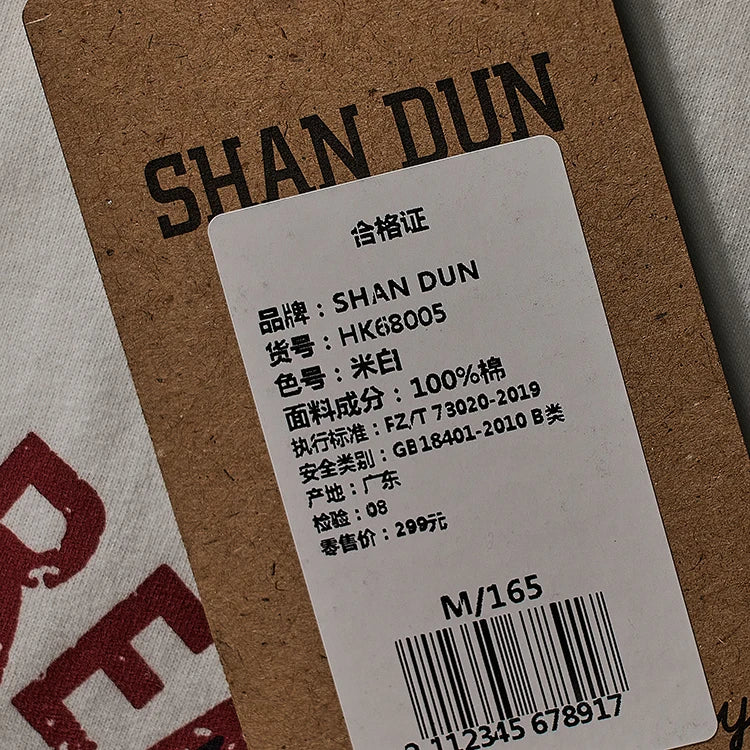 SHAN DUN
合格证
品牌：SHAN DUN
货号：HK68005
色号：米白
面料成分：100%棉
执行标准：FZ/T 73020-2019
安全类别：GB18401-2010 B类
产地：广东
检验：08
零售价：299元
M/165
112345 678917